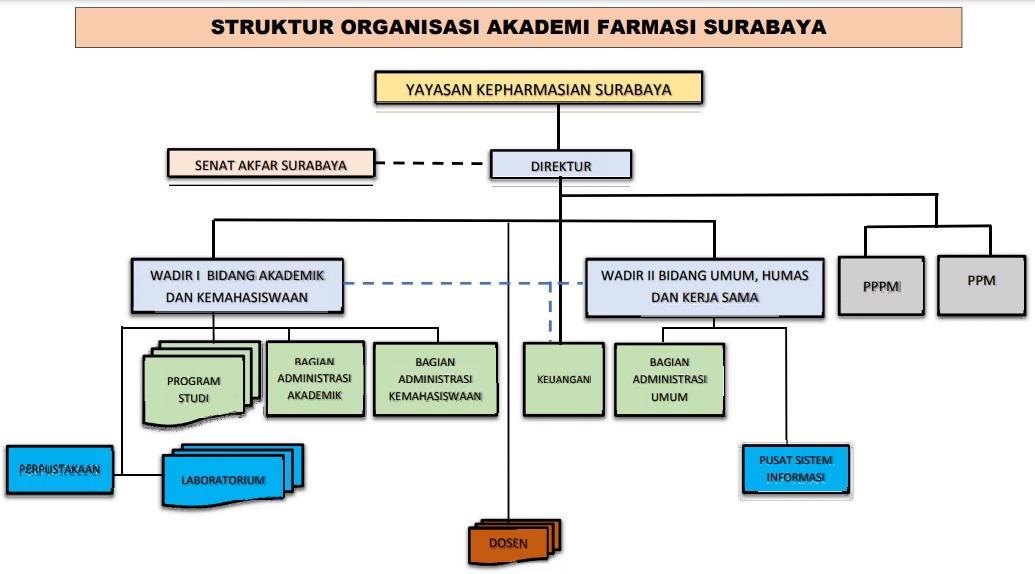 STRUKTUR ORGANISASI AKADEMI FARMASI SURABAYA
YAYASAN KEPHARMASIAN SURABAYA
SENAT AKFAR SURABAYA
DIREKTUR
WADIR I BIDANG AKADEMIK
DAN KEMAHASISWAAN
WADIR II BIDANG UMUM, HUMAS
DAN KERJA SAMA
PPPM
PPM
PROGRAM
STUDI
BAGIAN
ADMINISTRASI
AKADEMIK
BAGIAN
ADMINISTRASI
KEMAHASISWAAN
KEUANGAN
BAGIAN
ADMINISTRASI
UMUM
PERPUSTAKAAN
LABORATORIUM
PUSAT SISTEM
INFORMASI
DOSEN